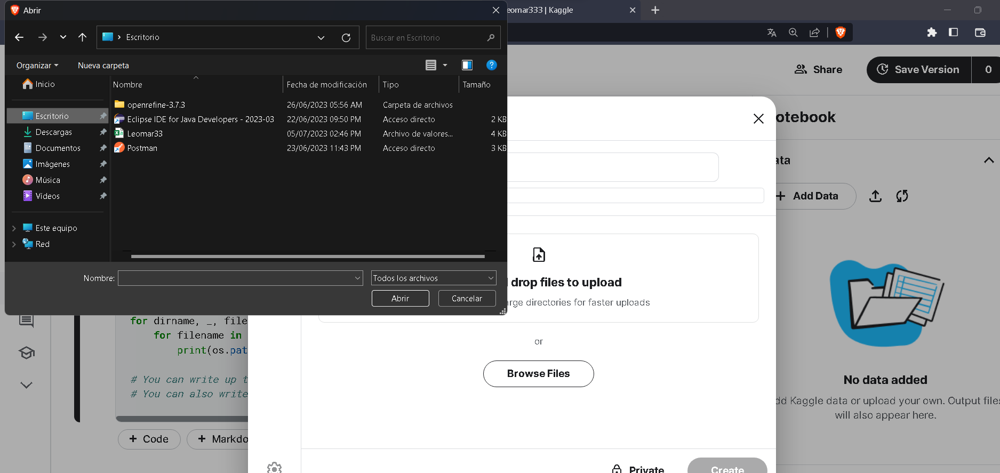 Abrir
eomar333 | Kaggle
Escritorio
Buscar en Escritorio
Organizar
Nueva carpeta
Share
Save Version
0
Inicio
Escritorio
Descargas
Documentos
Imágenes
Música
Vídeos
Este equipo
Red
Nombre
Fecha de modificación
Tipo
Tamaño
openrefine-3.7.3
26/06/2023 05:56 AM
Carpeta de archivos
Eclipse IDE for Java Developers - 2023-03
22/06/2023 09:50 PM
Acceso directo
2 KB
Leomar33
05/07/2023 02:46 PM
Archivo de valores...
4 KB
Postman
23/06/2023 11:43 PM
Acceso directo
3 KB
Nombre:
Todos los archivos
Abrir
Cancelar
drop files to upload
arge directories for faster uploads
or
Browse Files
Private
Create
otebook
ata
+ Add Data
No data added
dd Kaggle data or upload your own. Output files
will also appear here.
for dirname, _, file
for filename in
print(os.pat
# You can write up t
# You can also write
+ Code
+ Markdo